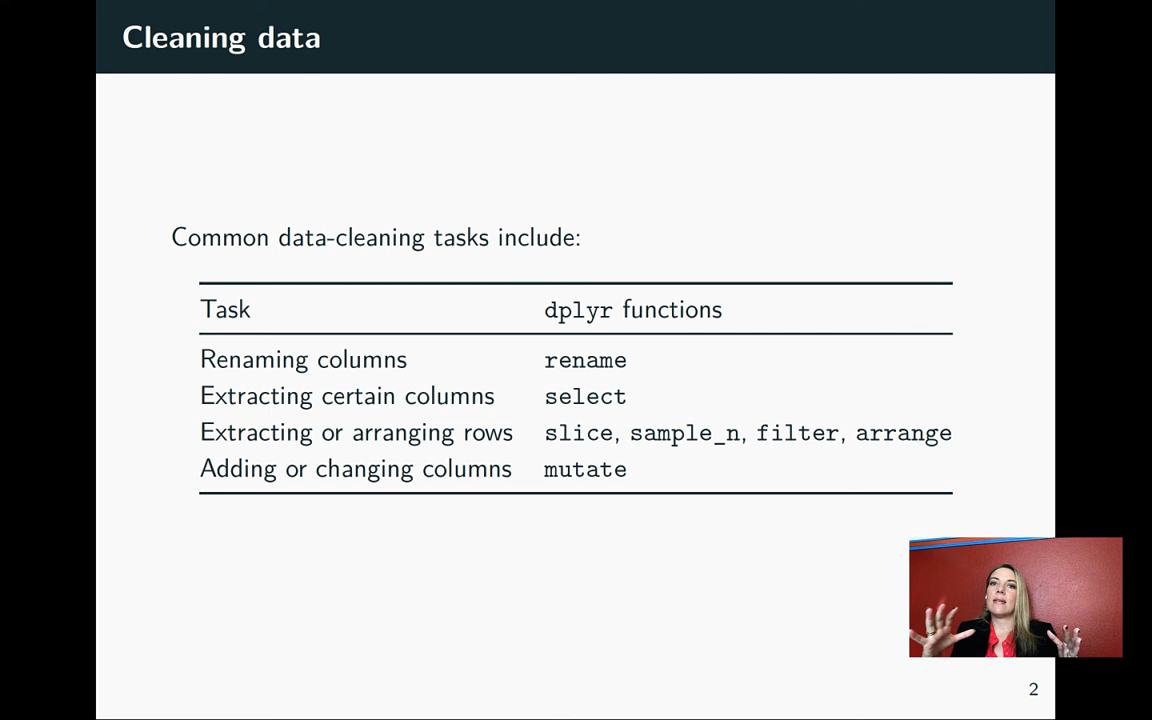 Cleaning data
Common data-cleaning tasks include:
Task dplyr functions
Renaming columns rename
Extracting certain columns select
Extracting or arranging rows slice, sample_n, filter, arrange
Adding or changing columns mutate
2